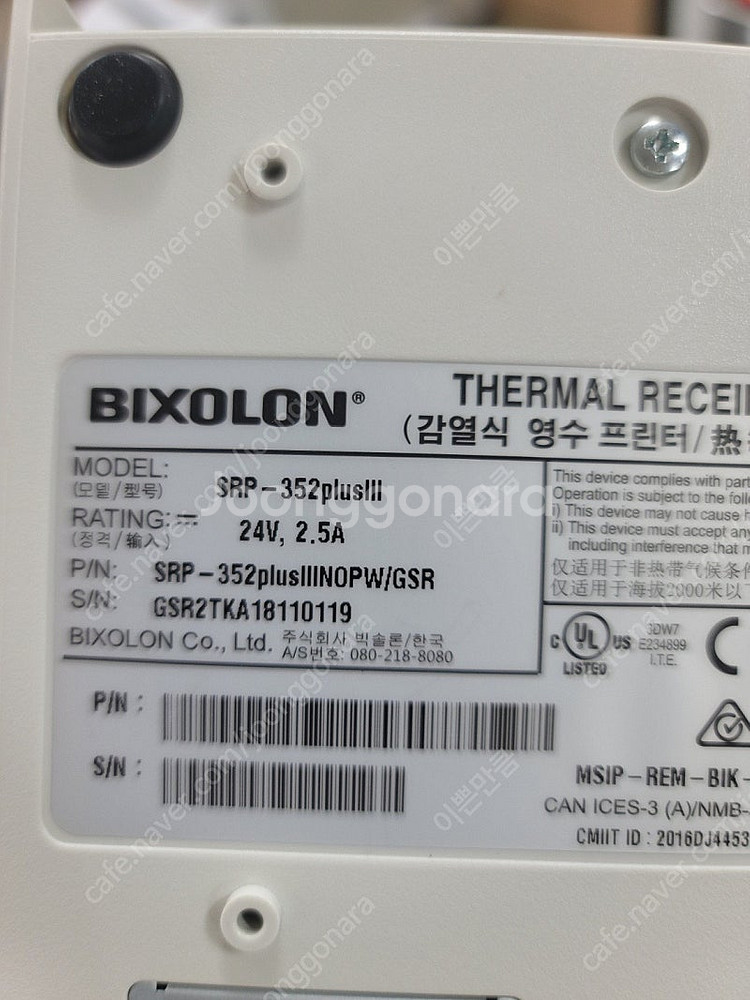 BIXOLON®
THERMAL RECEI
(감열식 영수 프린터/热
MODEL: SRP-352plusIII
(모델/型号)
RATING: 24V, 2.5A
(정격/输入)
P/N: SRP-352plusIIINOPW/GSR
S/N: GSR2TKA18110119
BIXOLON Co., Ltd. 주식회사 빅솔론/한국
A/S번호: 080-218-8080
This device complies with part
Operation is subject to the follo
i) This device may not cause h
ii) This device must accept any
including interference that m
仅适用于非热带气候条件
仅适用于海拔2000米以下
C UL US
LISTED
3DW7
E234899
I.T.E.
CE
P/N :
S/N :
MSIP-REM-BIK-
CAN ICES-3 (A)/NMB-
CMIIT ID : 2016DJ4453
cafe.naver.com/joonggonara
이쁜만큼
joonggonara